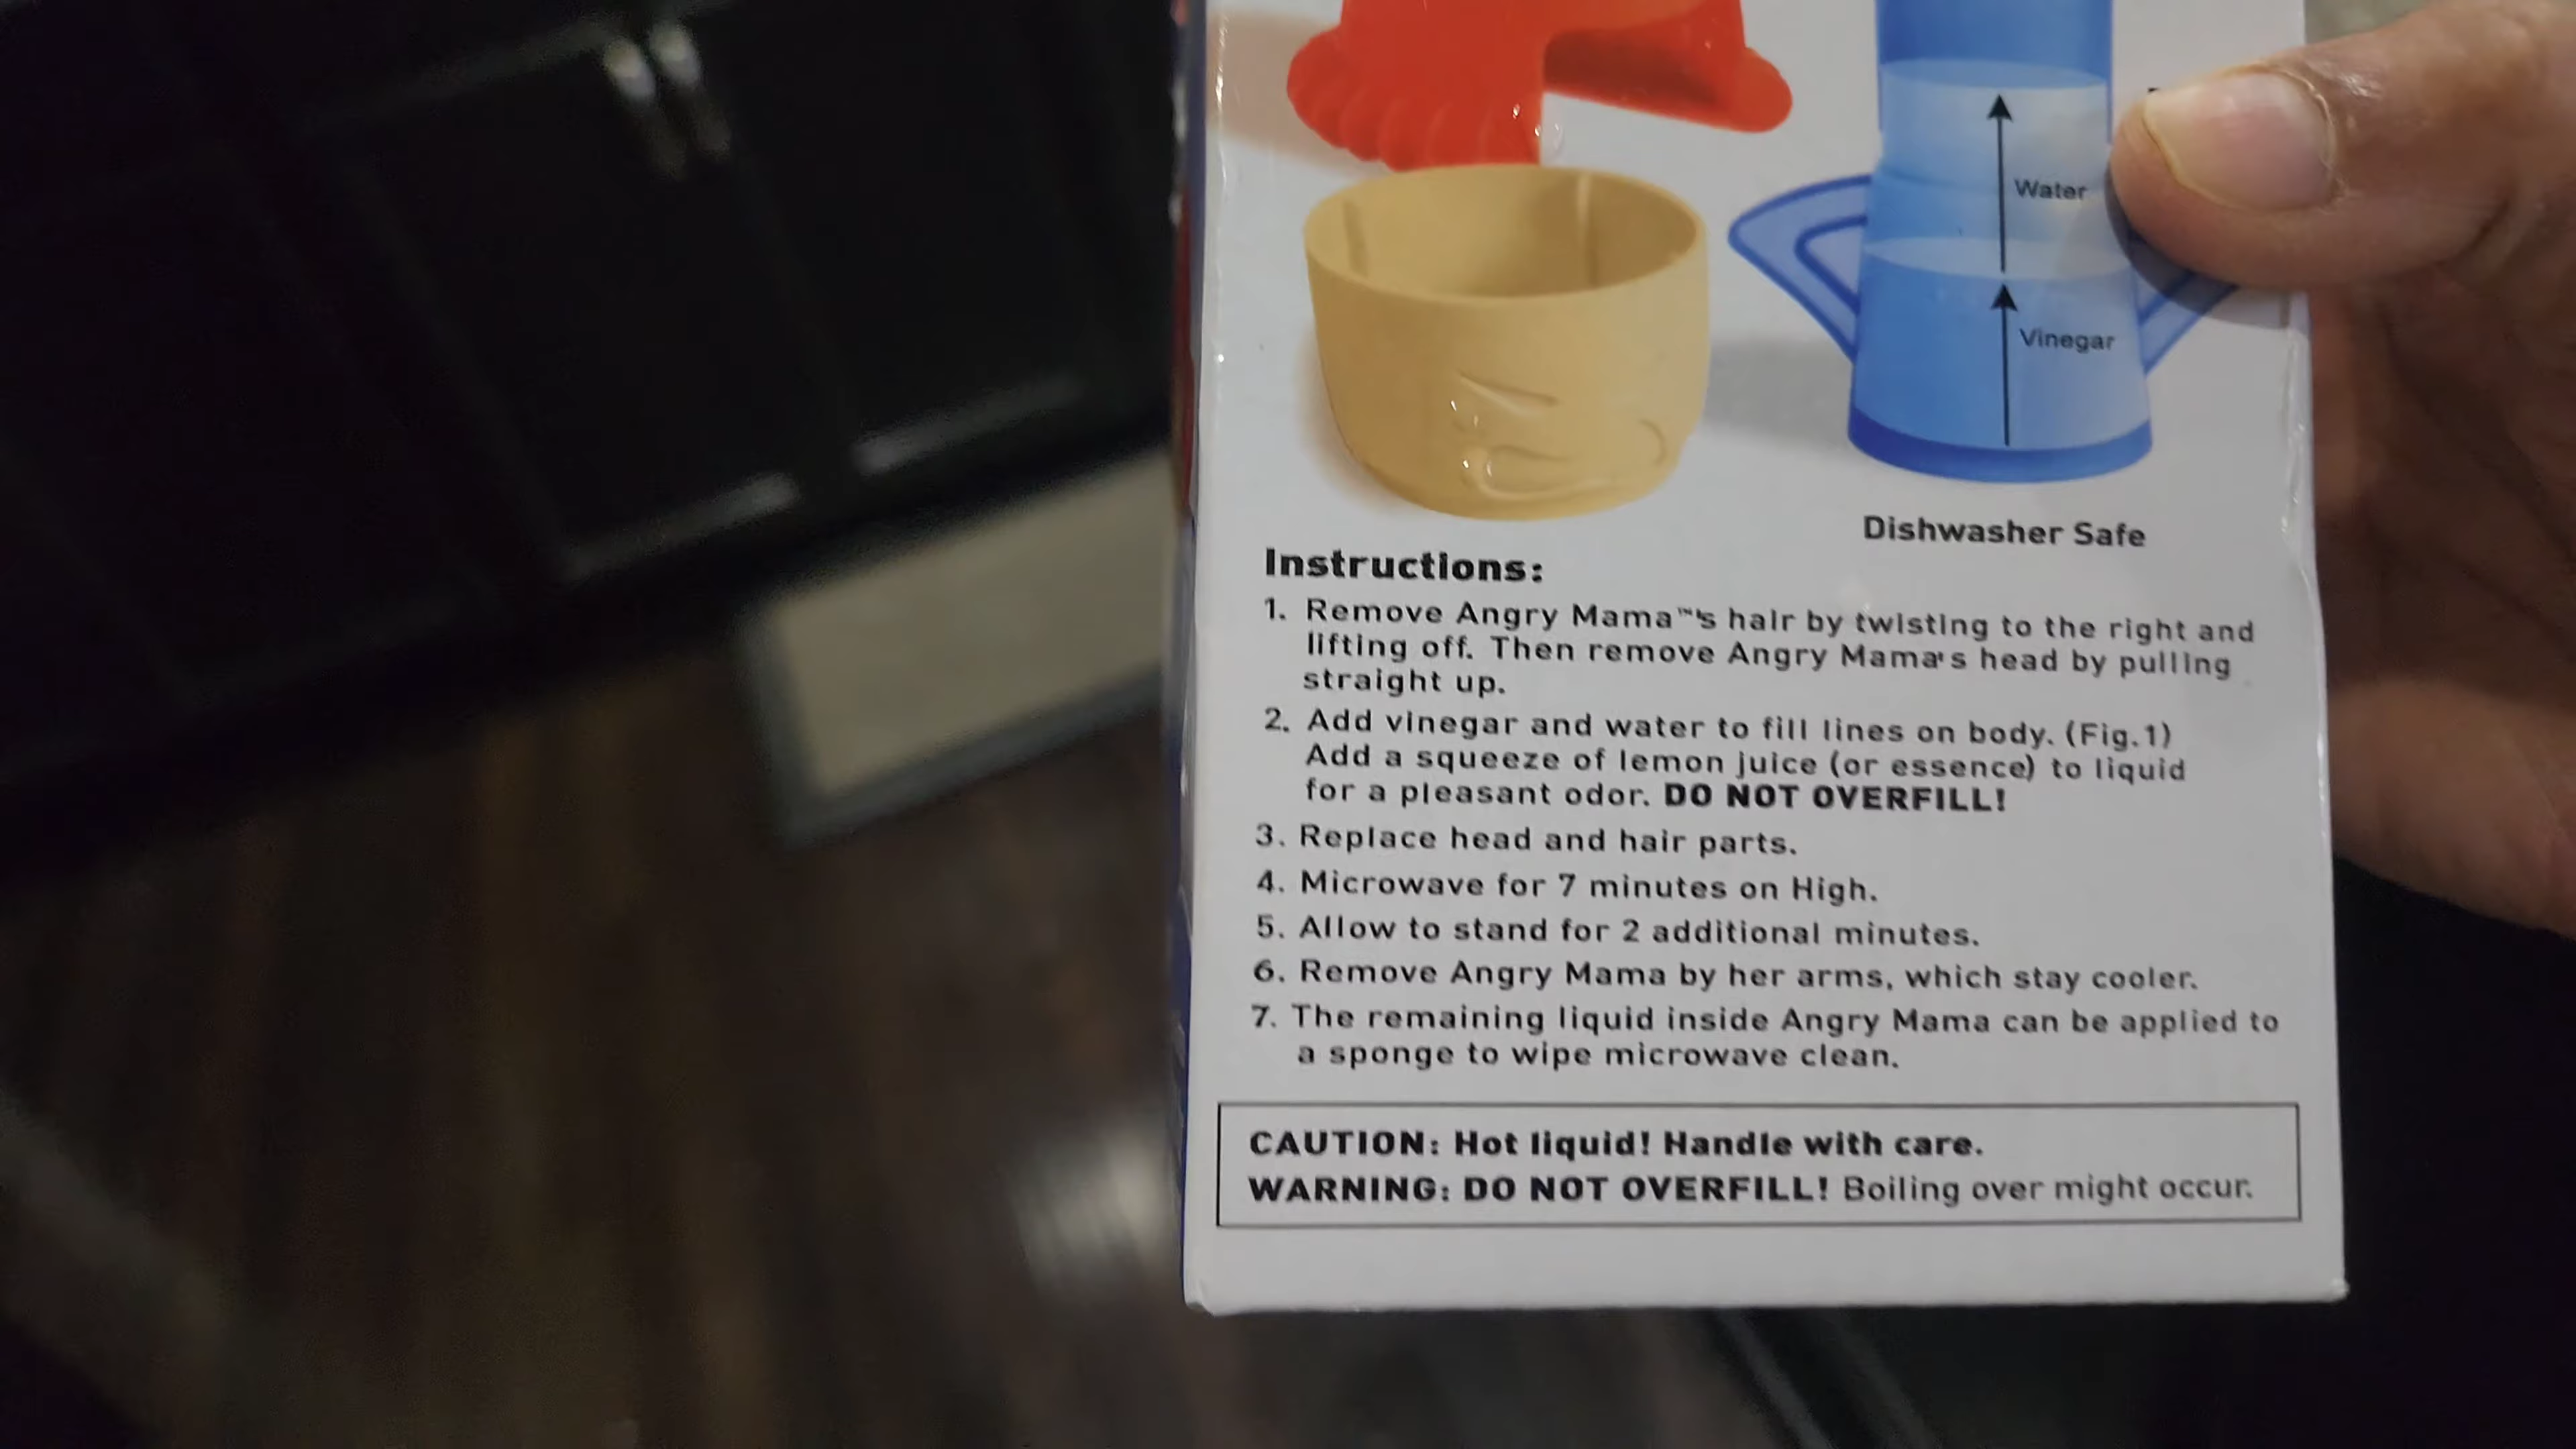 Water
Vinegar
Dishwasher Safe
Instructions:
1. Remove Angry Mama™'s hair by twisting to the right and
lifting off. Then remove Angry Mama's head by pulling
straight up.
2. Add vinegar and water to fill lines on body. (Fig.1)
Add a squeeze of lemon juice (or essence) to liquid
for a pleasant odor. DO NOT OVERFILL!
3. Replace head and hair parts.
4. Microwave for 7 minutes on High.
5. Allow to stand for 2 additional minutes.
6. Remove Angry Mama by her arms, which stay cooler.
7. The remaining liquid inside Angry Mama can be applied to
a sponge to wipe microwave clean.
CAUTION: Hot liquid! Handle with care.
WARNING: DO NOT OVERFILL! Boiling over might occur.